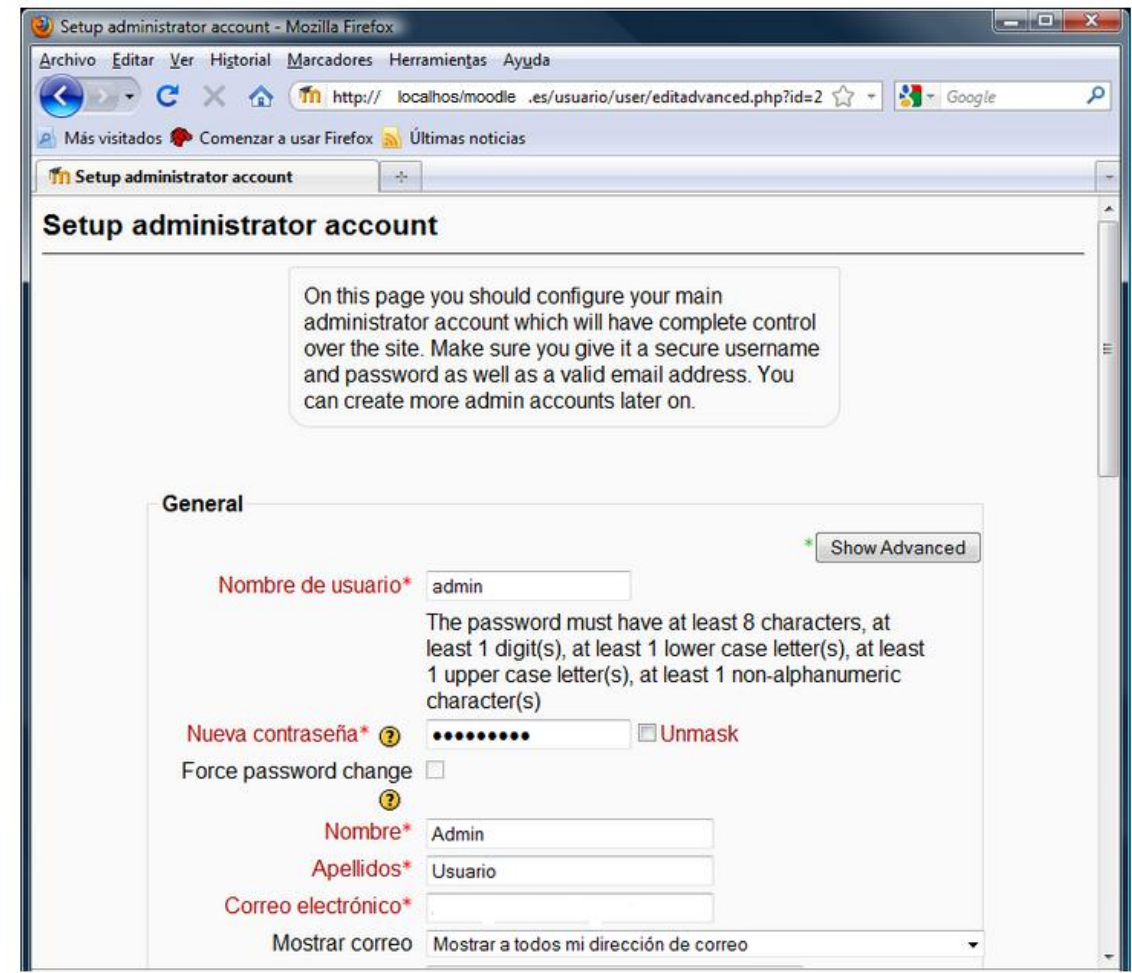 Setup administrator account - Mozilla Firefox
Archivo Editar Ver Historial Marcadores Herramientas Ayuda
http:// localhos/moodle .es/usuario/user/editadvanced.php?id=2 Google
Más visitados Comenzar a usar Firefox Últimas noticias
Setup administrator account
Setup administrator account
On this page you should configure your main
administrator account which will have complete control
over the site. Make sure you give it a secure username
and password as well as a valid email address. You
can create more admin accounts later on.
General
* Show Advanced
Nombre de usuario* admin
The password must have at least 8 characters, at
least 1 digit(s), at least 1 lower case letter(s), at least
1 upper case letter(s), at least 1 non-alphanumeric
character(s)
Nueva contraseña* ●●●●●●●●● Unmask
Force password change
Nombre* Admin
Apellidos* Usuario
Correo electrónico*
Mostrar correo Mostrar a todos mi dirección de correo